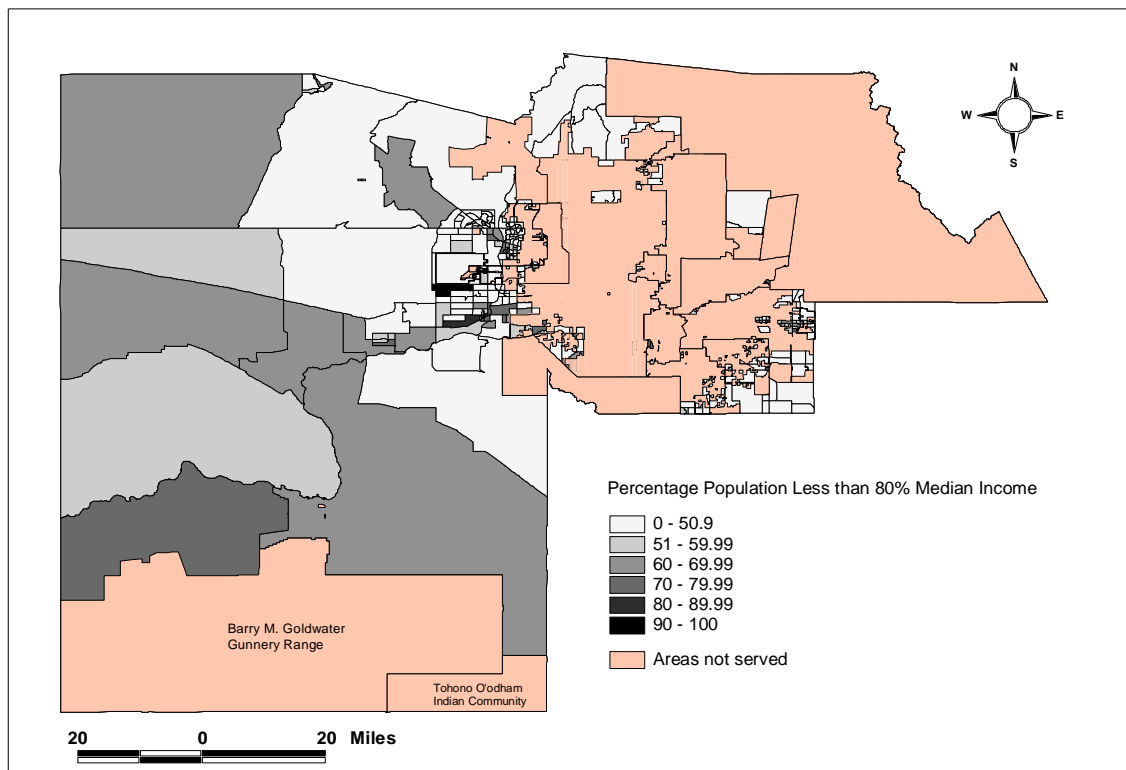 N
W E
S
Percentage Population Less than 80% Median Income
0 - 50.9
51 - 59.99
60 - 69.99
70 - 79.99
80 - 89.99
90 - 100
Areas not served
Barry M. Goldwater
Gunnery Range
Tohono O'odham
Indian Community
20 0 20 Miles